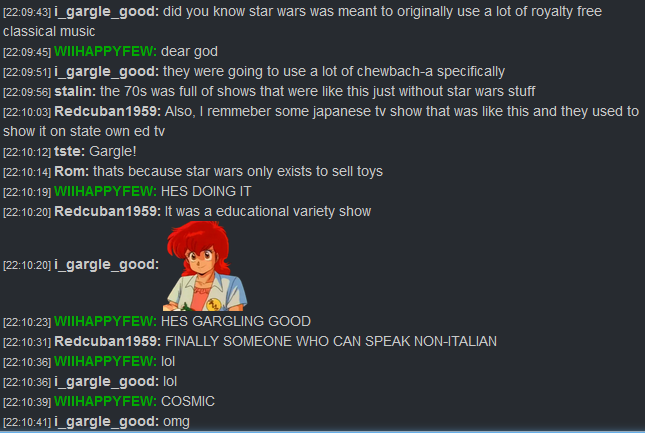 [22:09:43] i_gargle_good: did you know star wars was meant to originally use a lot of royalty free
classical music
[22:09:45] WIIHAPPYFEW: dear god
[22:09:51] i_gargle_good: they were going to use a lot of chewbach-a specifically
[22:09:56] stalin: the 70s was full of shows that were like this just without star wars stuff
[22:10:03] Redcuban1959: Also, I remmeber some japanese tv show that was like this and they used to
show it on state own ed tv
[22:10:12] tste: Gargle!
[22:10:14] Rom: thats because star wars only exists to sell toys
[22:10:19] WIIHAPPYFEW: HES DOING IT
[22:10:20] Redcuban1959: It was a educational variety show
[22:10:20] i_gargle_good:
[22:10:23] WIIHAPPYFEW: HES GARGLING GOOD
[22:10:31] Redcuban1959: FINALLY SOMEONE WHO CAN SPEAK NON-ITALIAN
[22:10:36] WIIHAPPYFEW: lol
[22:10:36] i_gargle_good: lol
[22:10:39] WIIHAPPYFEW: COSMIC
[22:10:41] i_gargle_good: omg